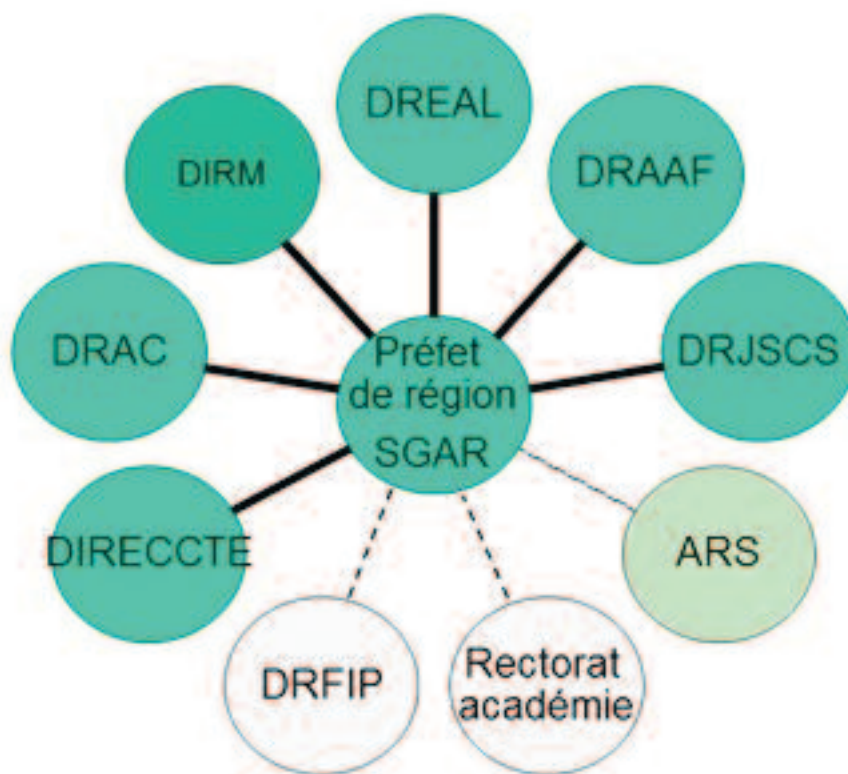 DREAL
DIRM
DRAAF
DRAC
Préfet
de région
SGAR
DRJSCS
DIRECCTE
ARS
DRFIP
Rectorat
académie